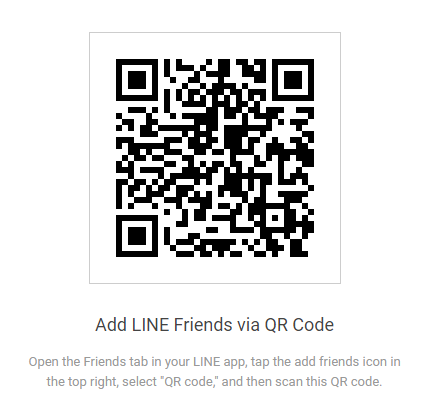 Add LINE Friends via QR Code
Open the Friends tab in your LINE app, tap the add friends icon in
the top right, select "QR code," and then scan this QR code.